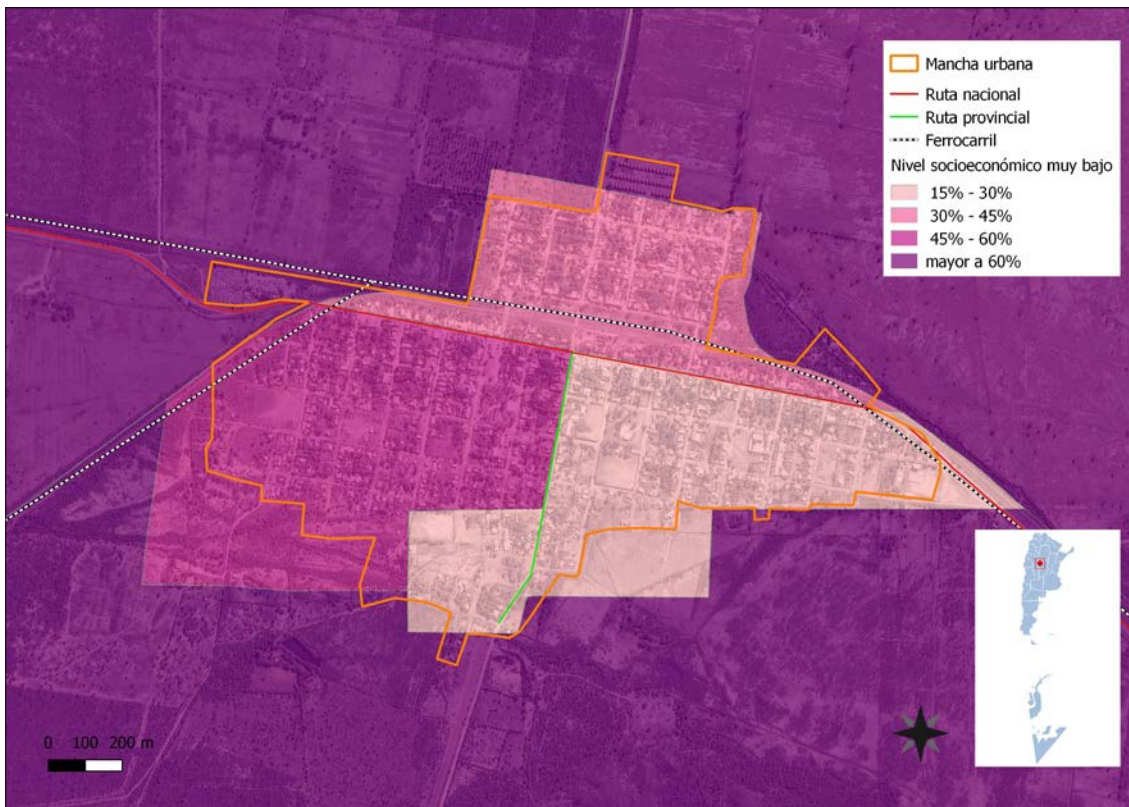 Mancha urbana
Ruta nacional
Ruta provincial
Ferrocarril
Nivel socioeconómico muy bajo
15% - 30%
30% - 45%
45% - 60%
mayor a 60%
0 100 200 m